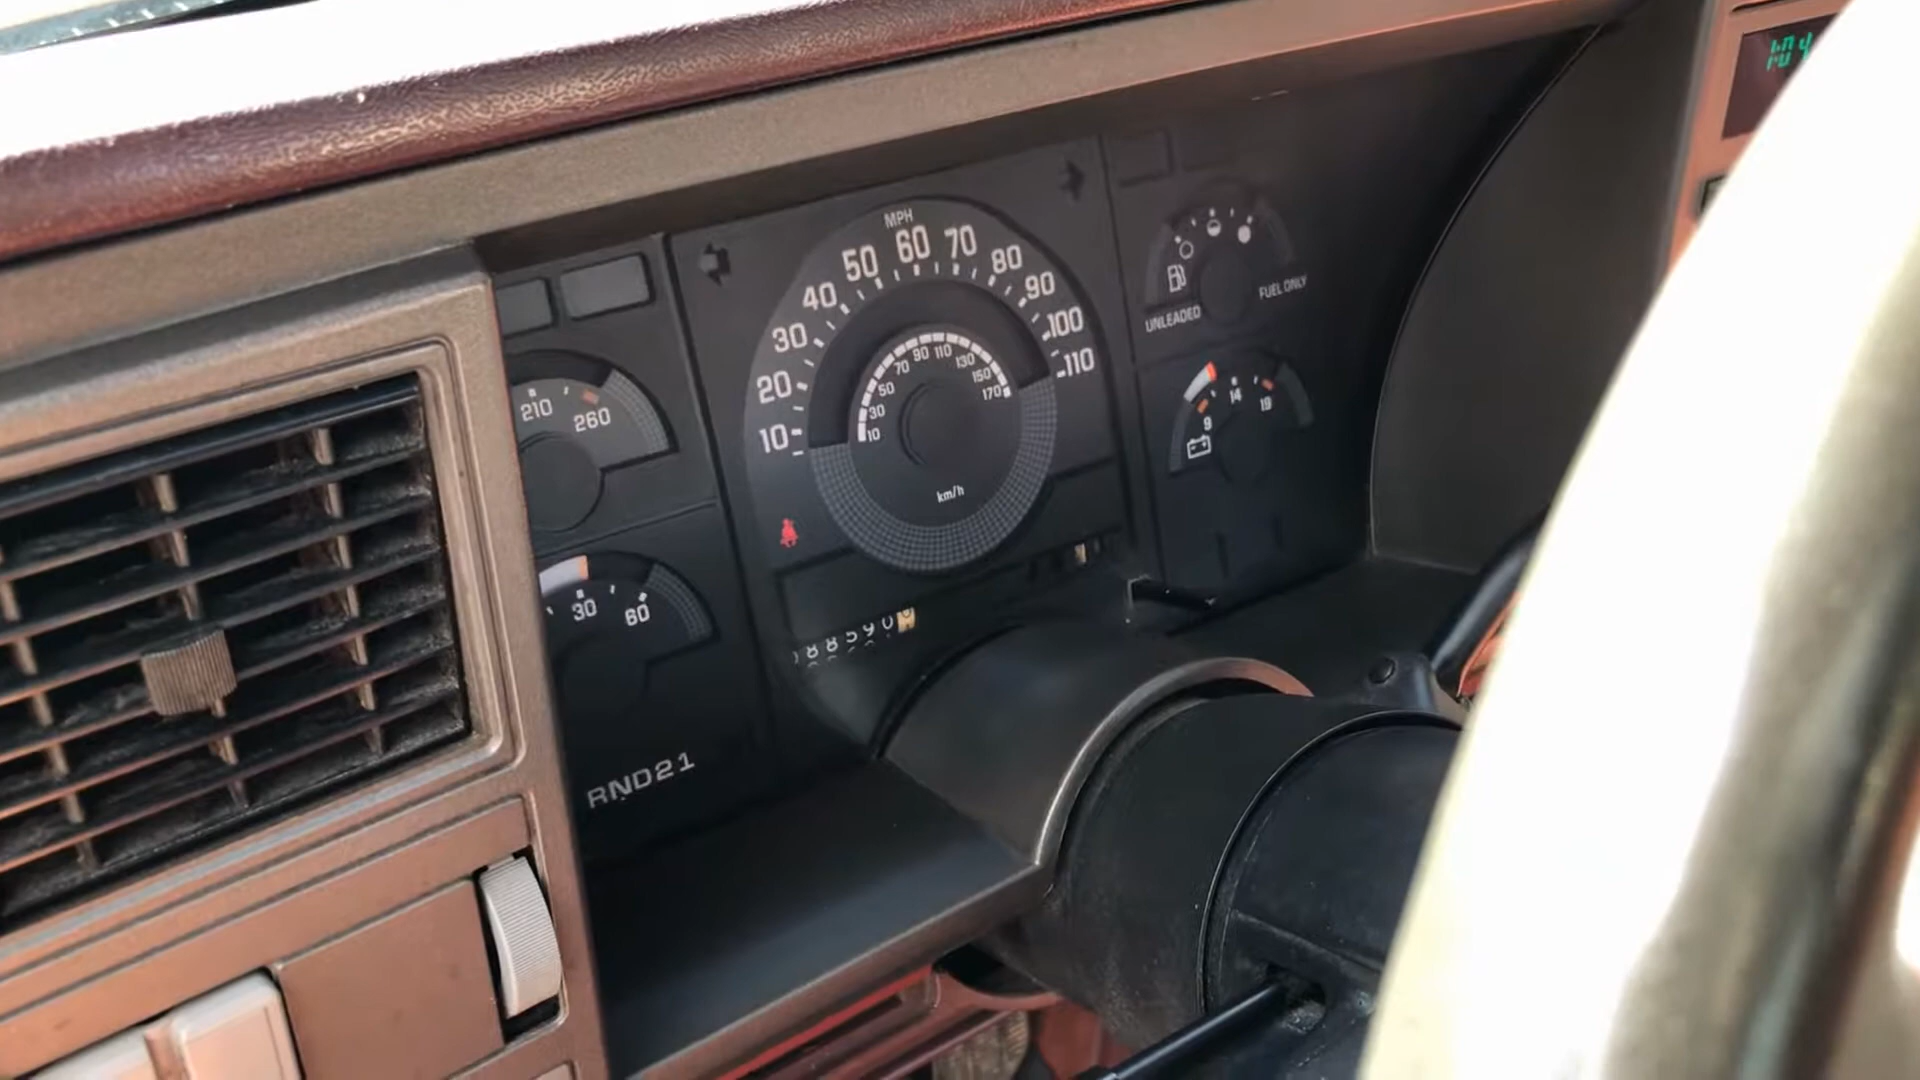 MPH
10 20 30 40 50 60 70 80 90 100 110
10 30 50 70 90 110 130 150 170
km/h
210 260
30 60
88590
RND21
UNLEADED FUEL ONLY
9 14 19